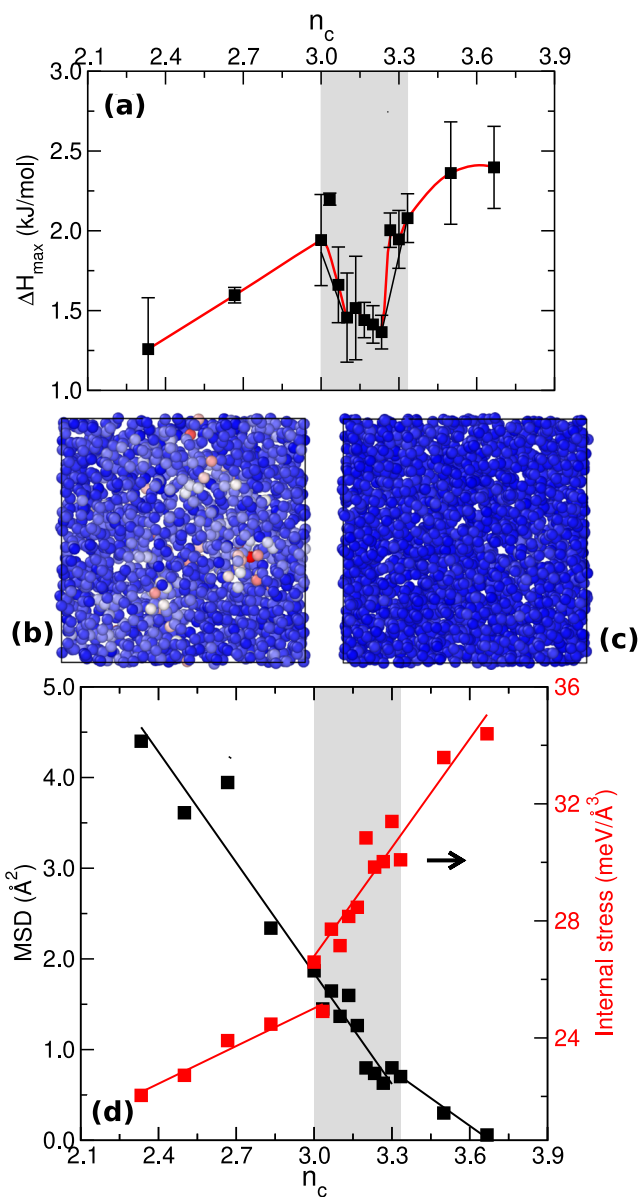 n_c
2.1 2.4 2.7 3.0 3.3 3.6 3.9
(a)
3.0
2.5
2.0
1.5
1.0
ΔH_max (kJ/mol)
(b)
(c)
5.0
4.0
3.0
2.0
1.0
0.0
MSD (Å²)
36
32
28
24
Internal stress (meV/Å³)
(d)
2.1 2.4 2.7 3.0 3.3 3.6 3.9
n_c